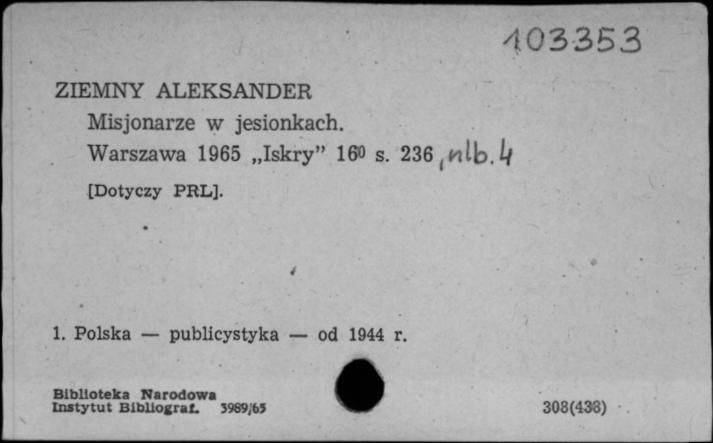 103353
ZIEMNY ALEKSANDER
Misjonarze w jesionkach.
Warszawa 1965 „Iskry” 16⁰ s. 236, nlb. 4
[Dotyczy PRL].
1. Polska — publicystyka — od 1944 r.
Biblioteka Narodowa
Instytut Bibliograf. 3989/65
308(438)